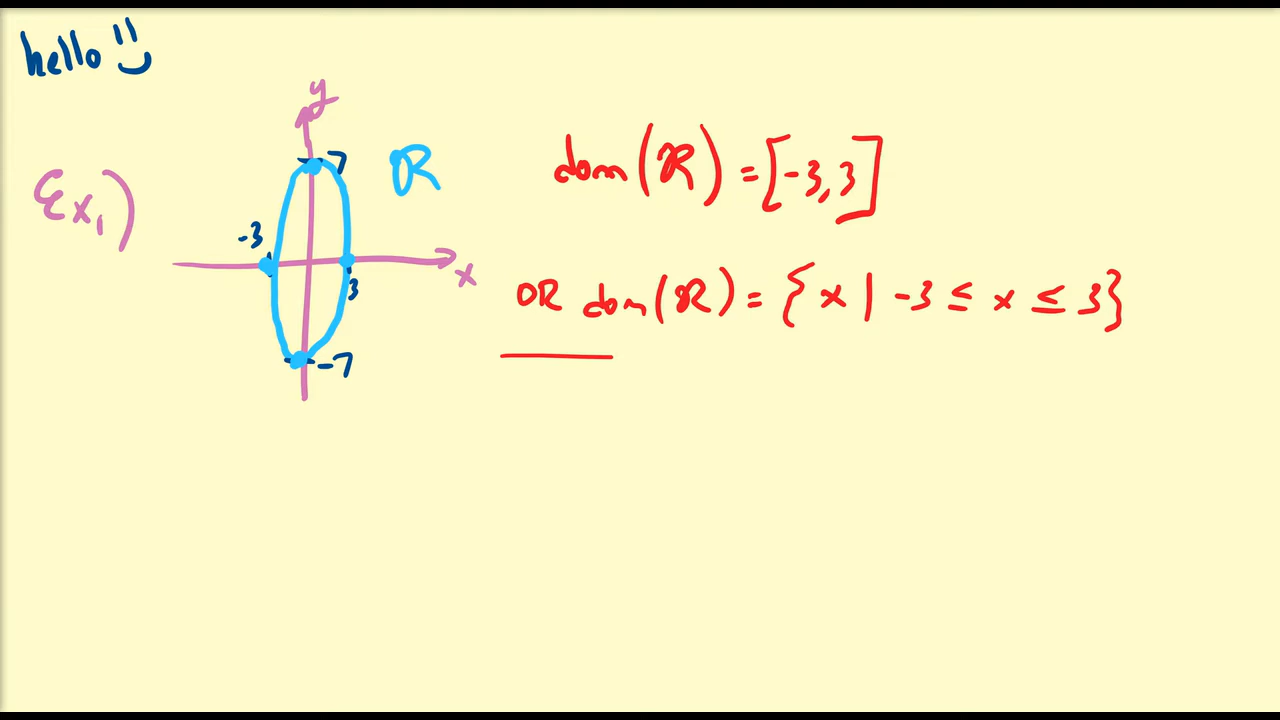 hello
Ex1)
y
7
R
-3
x
3
-7
dom(R) = [-3,3]
OR dom(R) = {x | -3 ≤ x ≤ 3}